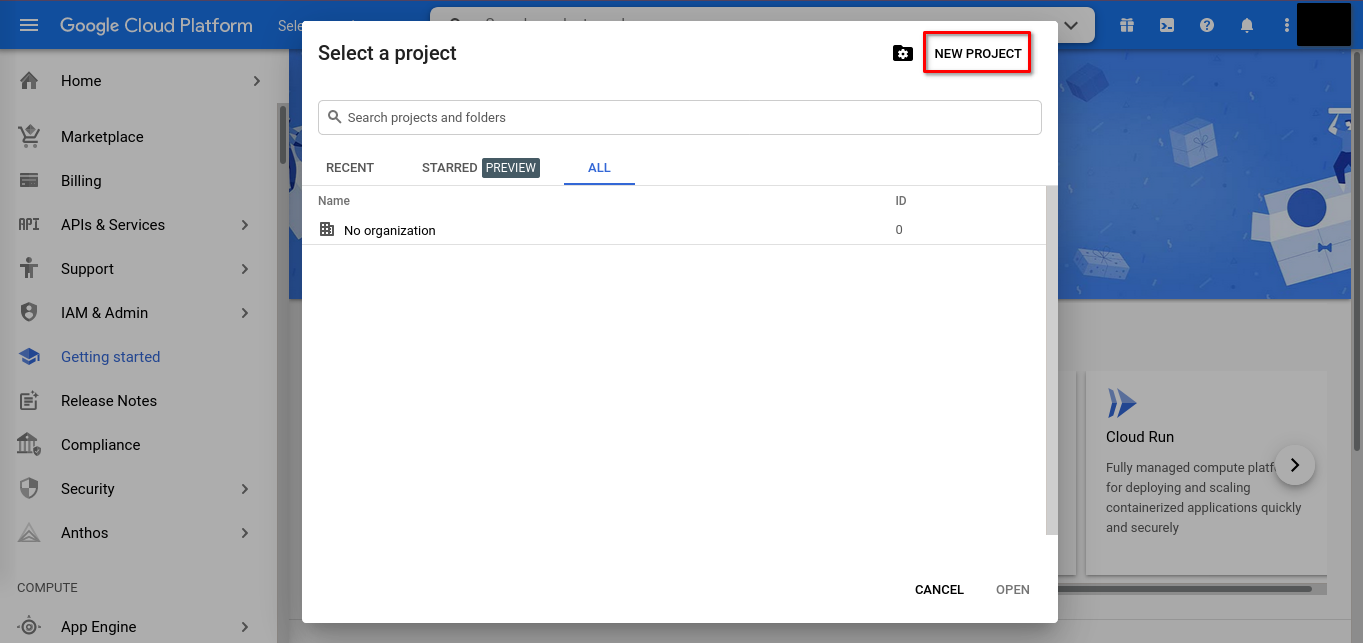 Google Cloud Platform
Select a project
NEW PROJECT
Search projects and folders
RECENT
STARRED PREVIEW
ALL
Name ID
No organization 0
CANCEL
OPEN
Home
Marketplace
Billing
API APIs & Services
Support
IAM & Admin
Getting started
Release Notes
Compliance
Security
Anthos
COMPUTE
App Engine
Cloud Run
Fully managed compute
for deploying and scaling
containerized applications quickly
and securely